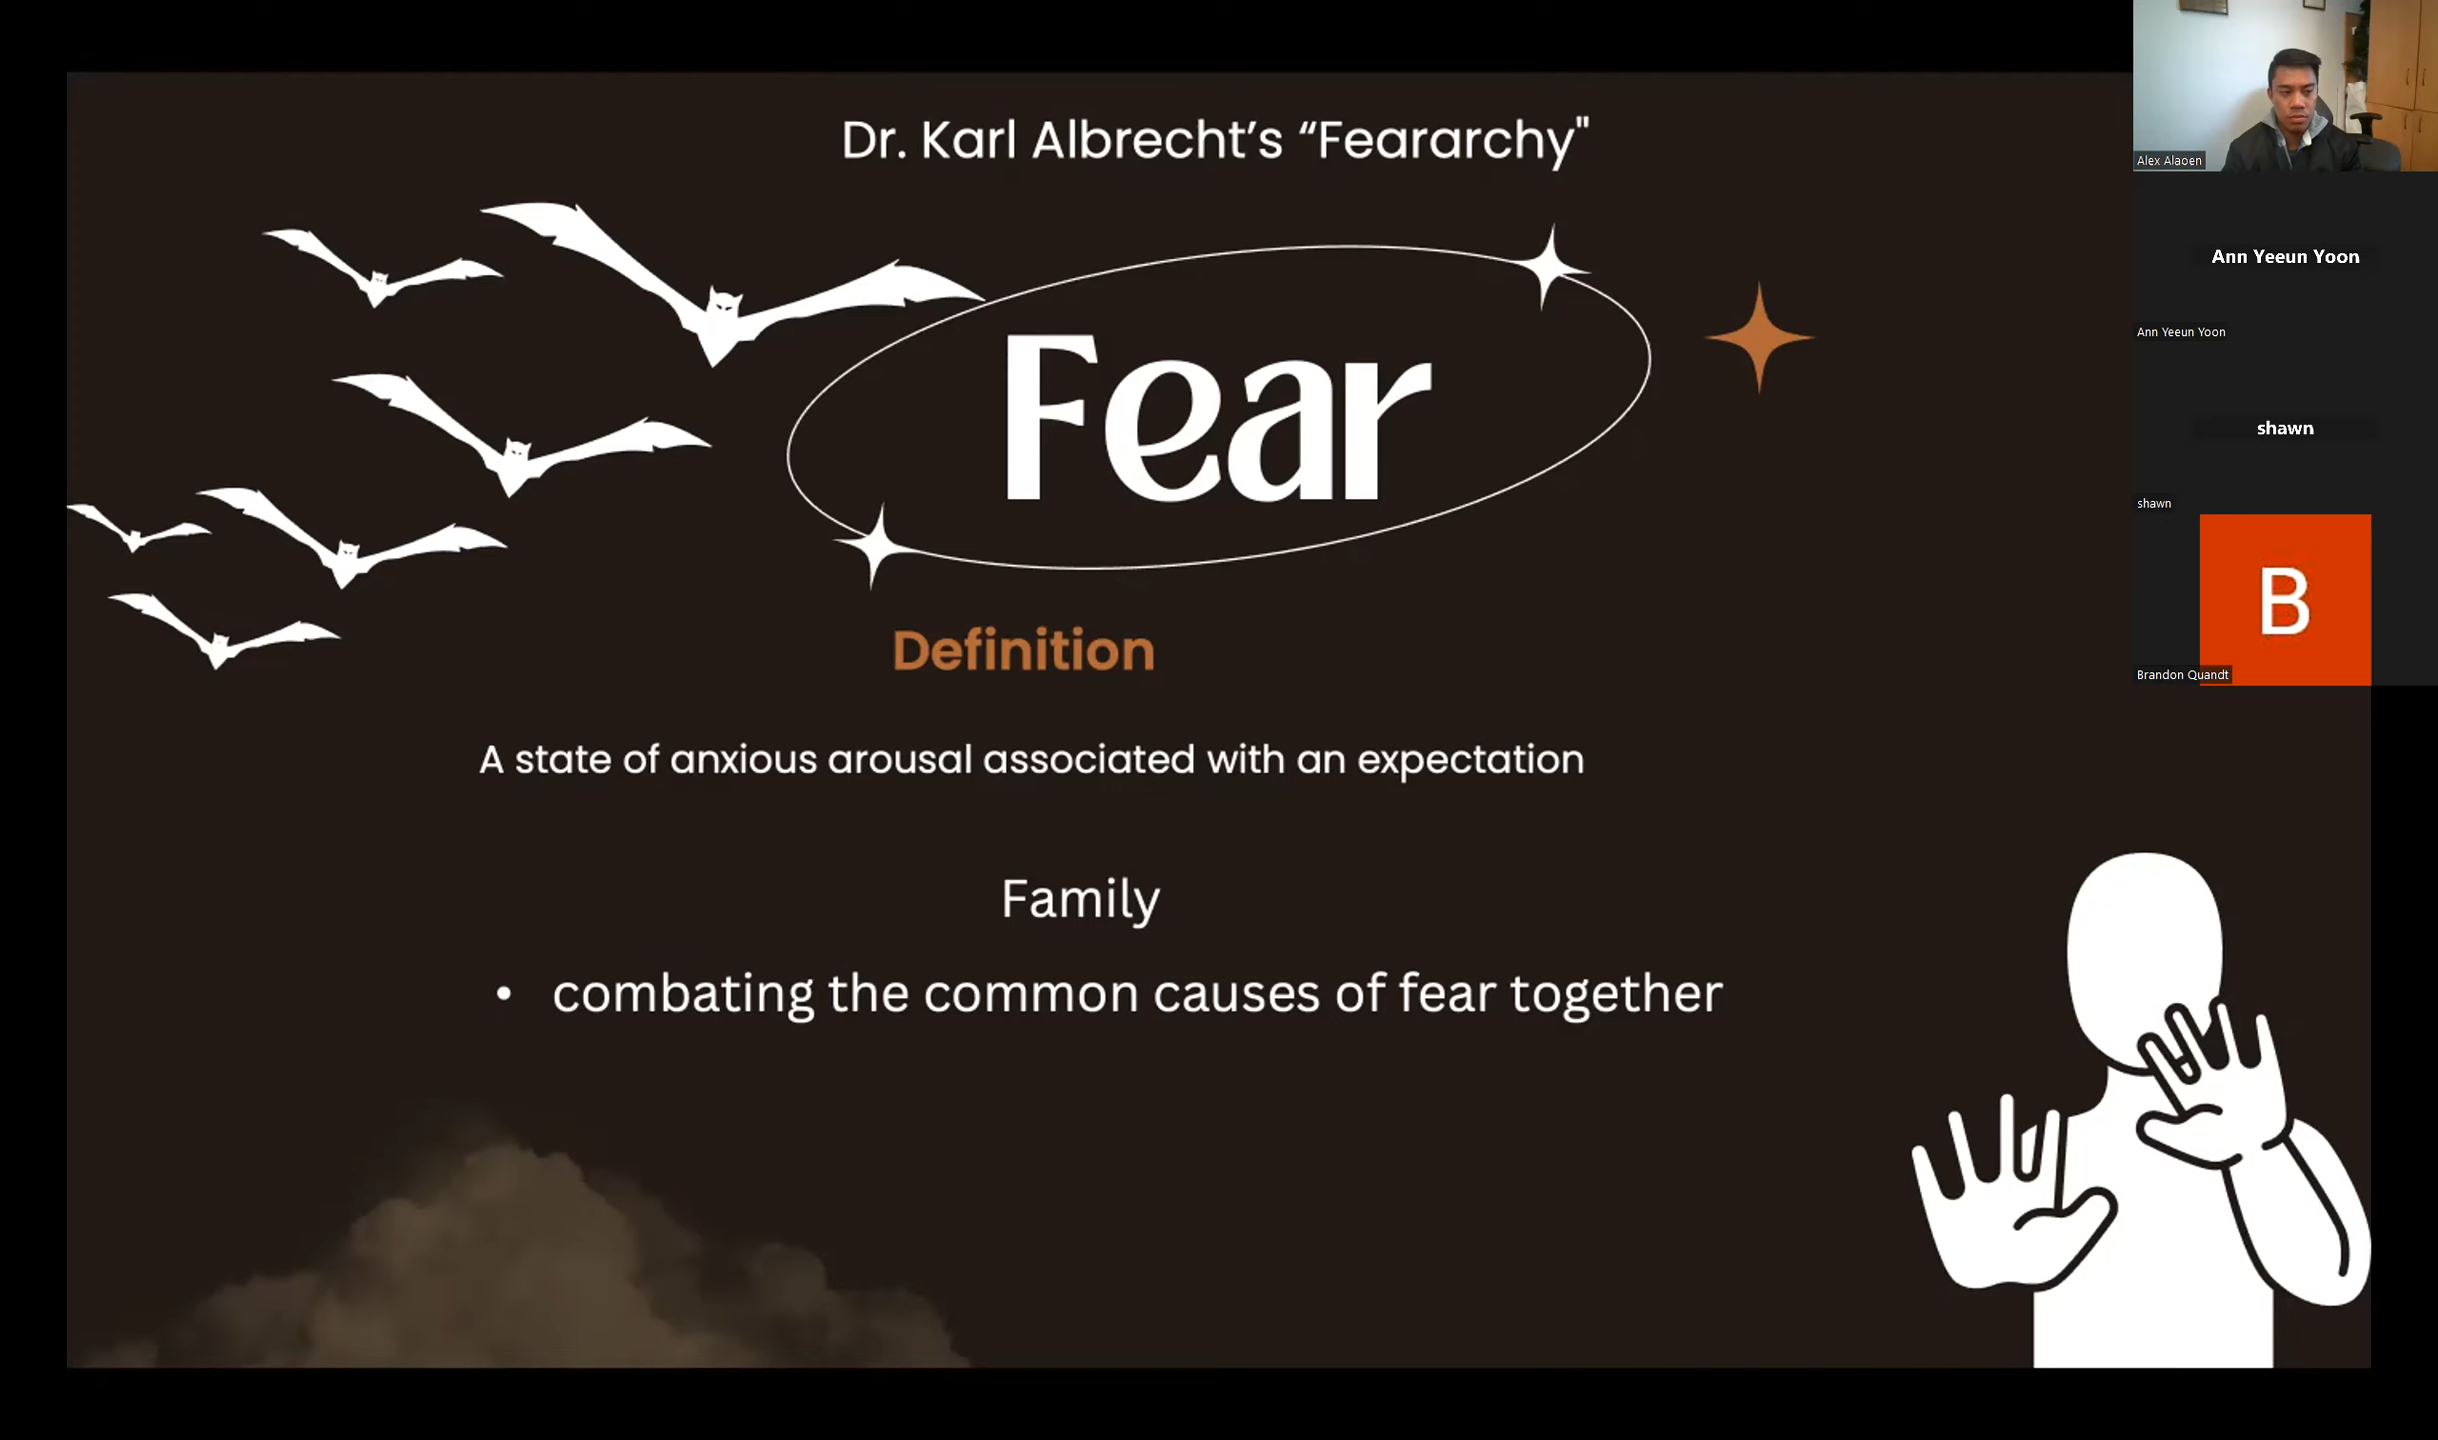 Dr. Karl Albrecht’s “Feararchy"
Fear
Definition
A state of anxious arousal associated with an expectation
Family
• combating the common causes of fear together
Alex Alaoen
Ann Yeeun Yoon
Ann Yeeun Yoon
shawn
shawn
B
Brandon Quandt